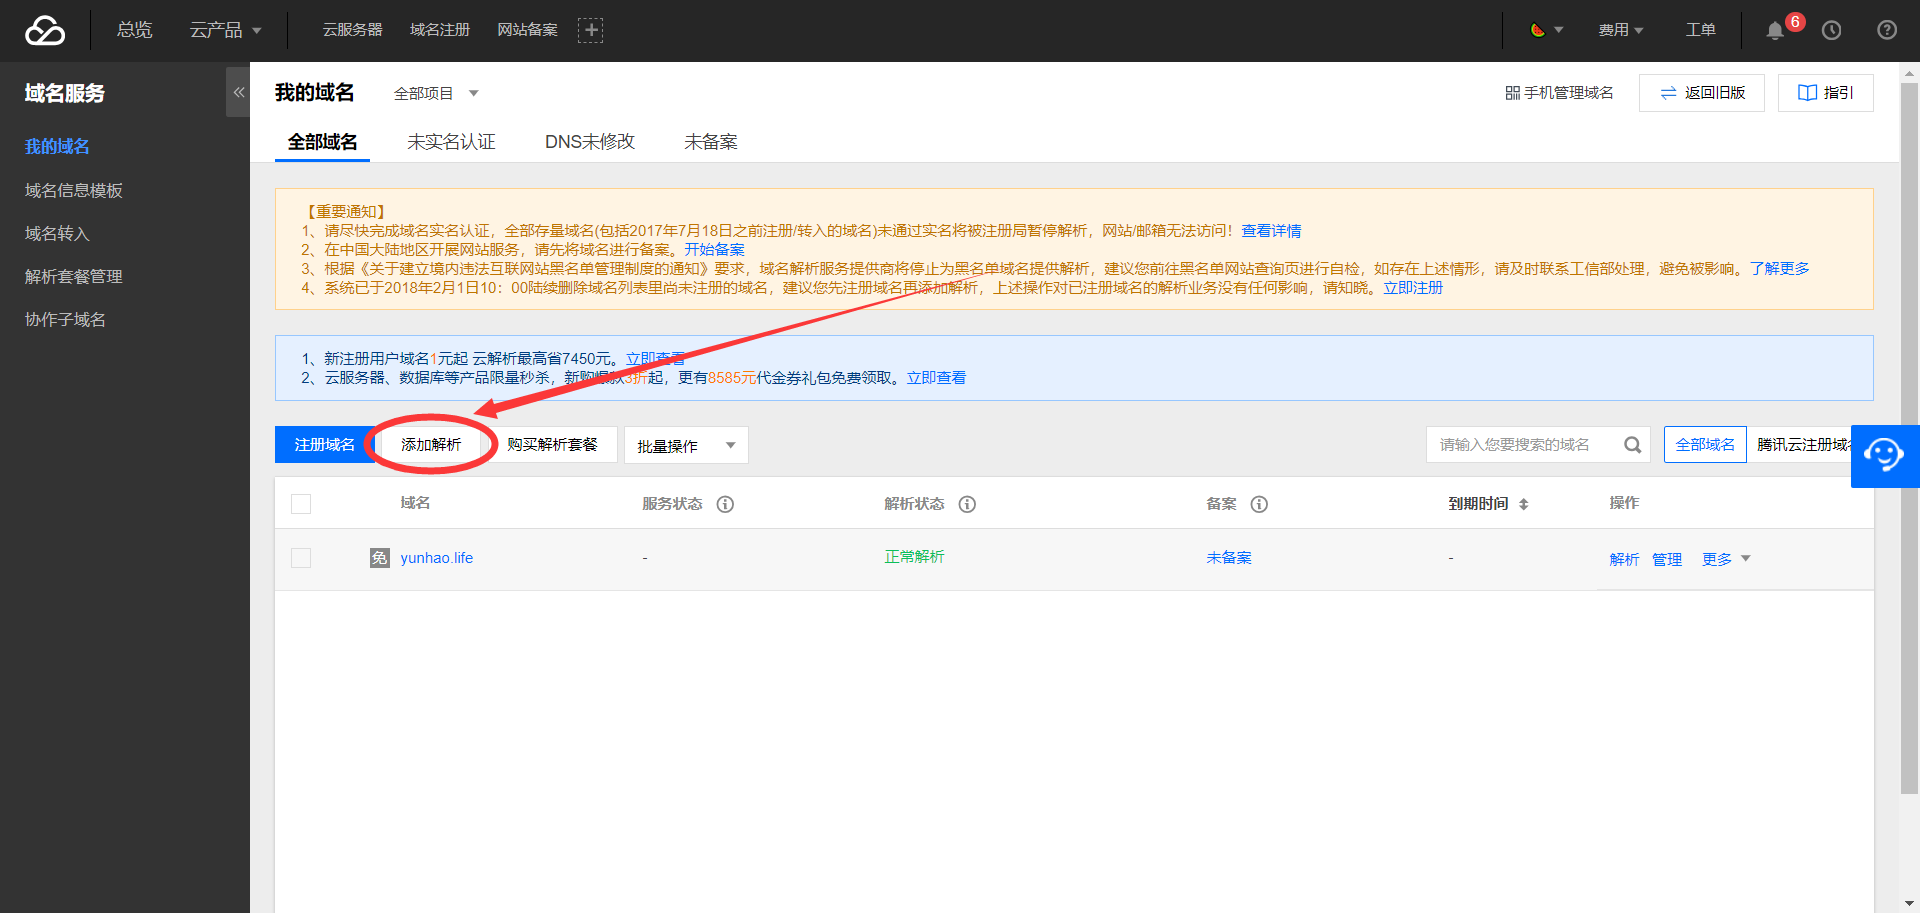 总览 云产品 云服务器 域名注册 网站备案 费用 工单 6
域名服务
我的域名
域名信息模板
域名转入
解析套餐管理
协作子域名
我的域名 全部项目 手机管理域名 返回旧版 指引
全部域名 未实名认证 DNS未修改 未备案
【重要通知】
1、请尽快完成域名实名认证，全部存量域名(包括2017年7月18日之前注册/转入的域名)未通过实名将被注册局暂停解析，网站/邮箱无法访问！查看详情
2、在中国大陆地区开展网站服务，请先将域名进行备案。开始备案
3、根据《关于建立境内违法互联网站黑名单管理制度的通知》要求，域名解析服务提供商将停止为黑名单域名提供解析，建议您前往黑名单网站查询页进行自检，如存在上述情形，请及时联系工信部处理，避免被影响。了解更多
4、系统已于2018年2月1日10：00陆续删除域名列表里尚未注册的域名，建议您先注册域名再添加解析，上述操作对已注册域名的解析业务没有任何影响，请知晓。立即注册
1、新注册用户域名1元起 云解析最高省7450元。立即查看
2、云服务器、数据库等产品限量秒杀，新购爆款3折起，更有8585元代金券礼包免费领取。立即查看
注册域名 添加解析 购买解析套餐 批量操作 请输入您要搜索的域名 全部域名 腾讯云注册域名
域名 服务状态 解析状态 备案 到期时间 操作
免 yunhao.life - 正常解析 未备案 - 解析 管理 更多